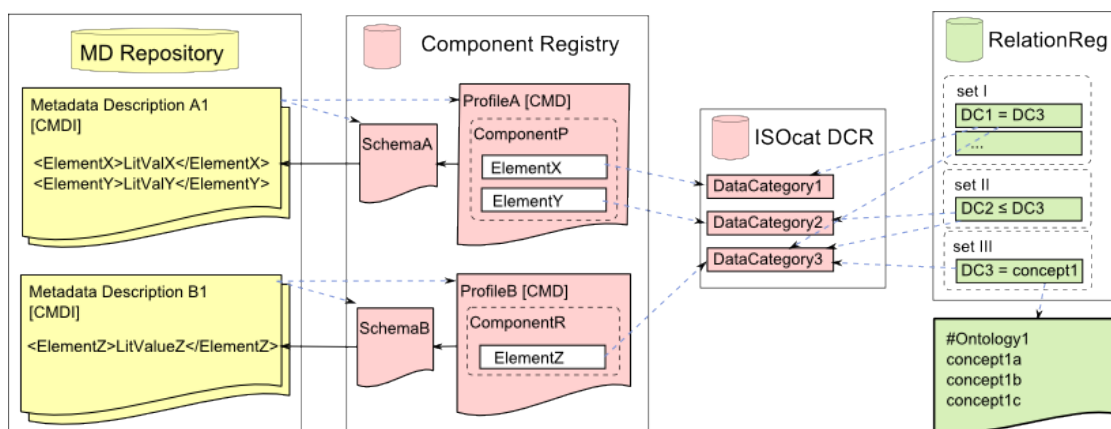 MD Repository
Metadata Description A1
[CMDI]
<ElementX>LitValX</ElementX>
<ElementY>LitValY</ElementY>
Metadata Description B1
[CMDI]
<ElementZ>LitValueZ</ElementZ>
Component Registry
SchemaA
ProfileA [CMD]
ComponentP
ElementX
ElementY
SchemaB
ProfileB [CMD]
ComponentR
ElementZ
ISOcat DCR
DataCategory1
DataCategory2
DataCategory3
RelationReg
set I
DC1 = DC3
...
set II
DC2 ≤ DC3
set III
DC3 = concept1
#Ontology1
concept1a
concept1b
concept1c